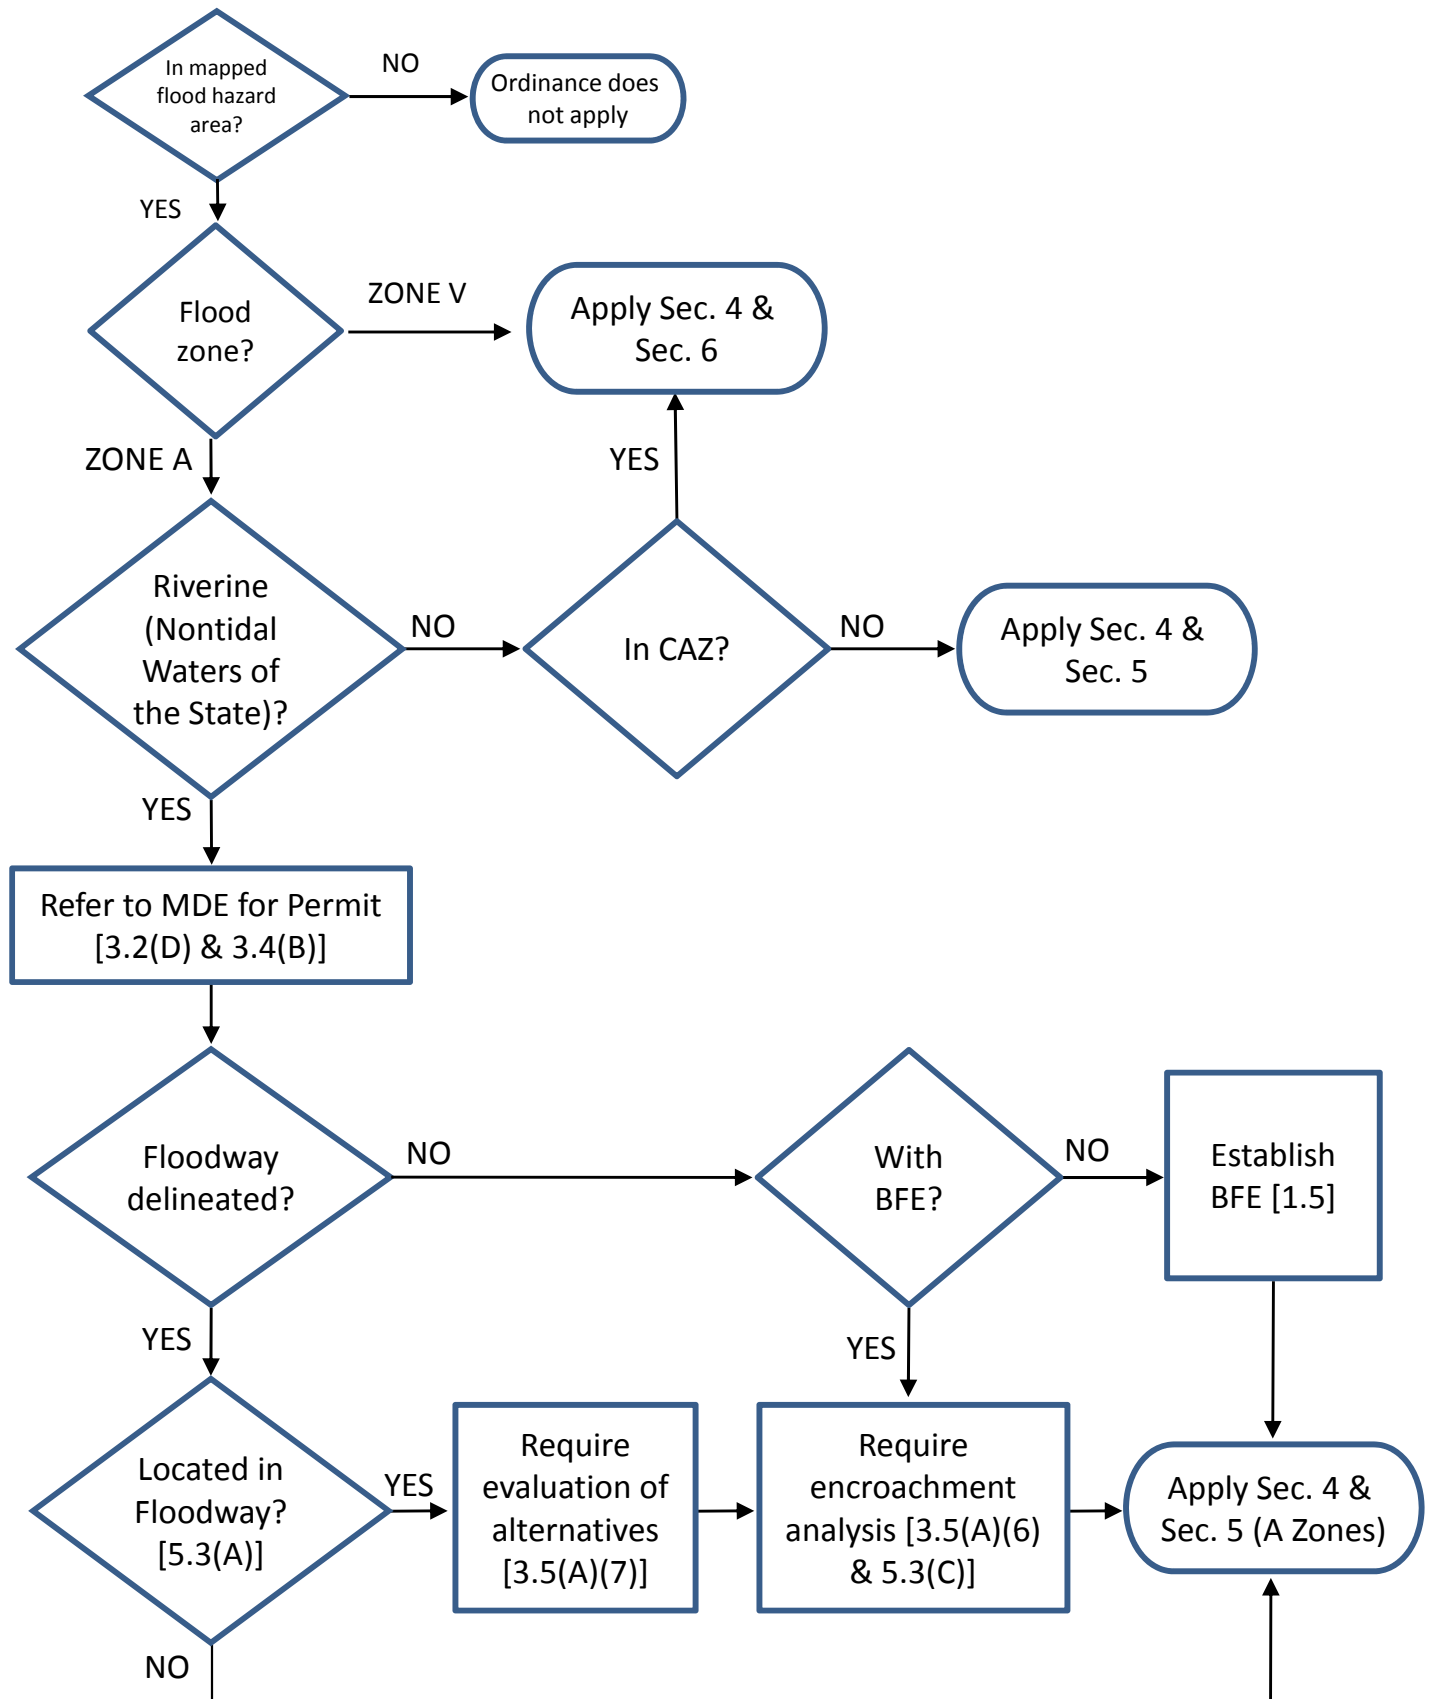 In mapped
flood hazard
area?
NO
Ordinance does
not apply
YES
Flood
zone?
ZONE V
Apply Sec. 4 &
Sec. 6
ZONE A
YES
Riverine
(Nontidal
Waters of
the State)?
NO
In CAZ?
NO
Apply Sec. 4 &
Sec. 5
YES
Refer to MDE for Permit
[3.2(D) & 3.4(B)]
Floodway
delineated?
NO
With
BFE?
NO
Establish
BFE [1.5]
YES
YES
Located in
Floodway?
[5.3(A)]
YES
Require
evaluation of
alternatives
[3.5(A)(7)]
Require
encroachment
analysis [3.5(A)(6)
& 5.3(C)]
Apply Sec. 4 &
Sec. 5 (A Zones)
NO